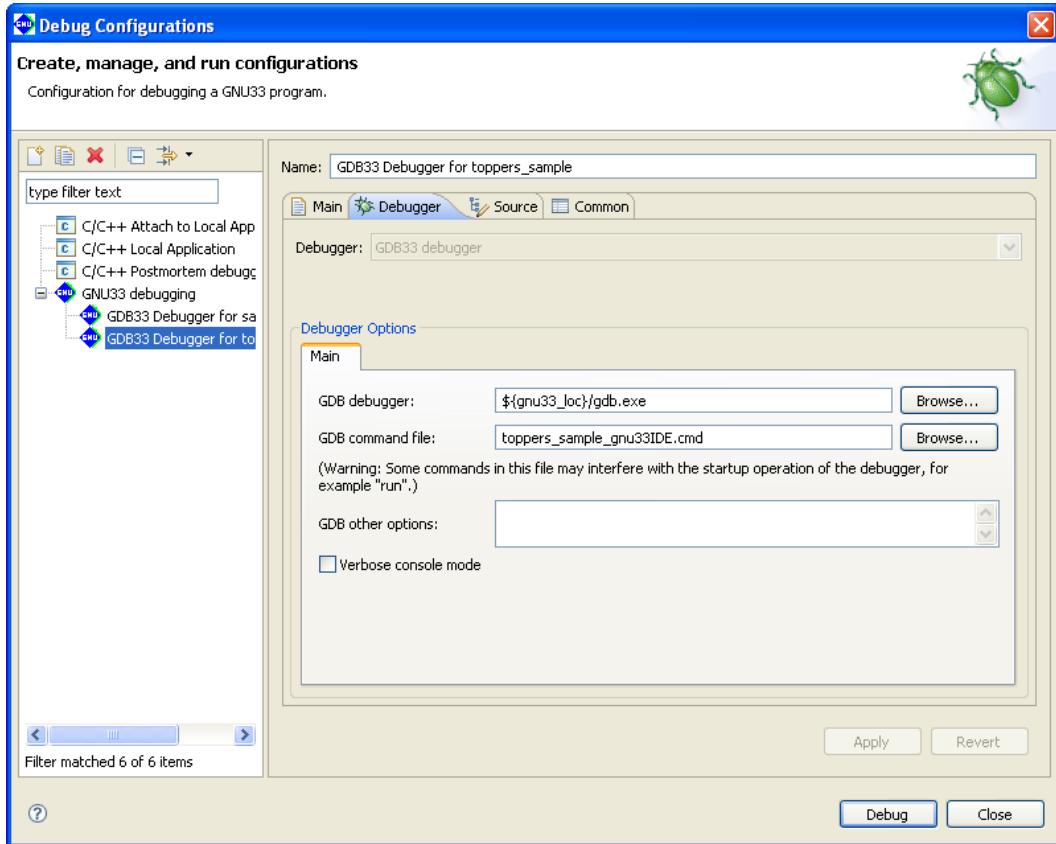 Debug Configurations
Create, manage, and run configurations
Configuration for debugging a GNU33 program.
type filter text
C/C++ Attach to Local App
C/C++ Local Application
C/C++ Postmortem debugg
GNU33 debugging
GDB33 Debugger for sa
GDB33 Debugger for to
Filter matched 6 of 6 items
Name: GDB33 Debugger for toppers_sample
Main Debugger Source Common
Debugger: GDB33 debugger
Debugger Options
Main
GDB debugger: ${gnu33_loc}/gdb.exe Browse...
GDB command file: toppers_sample_gnu33IDE.cmd Browse...
(Warning: Some commands in this file may interfere with the startup operation of the debugger, for
example "run".)
GDB other options:
Verbose console mode
Apply Revert
Debug Close